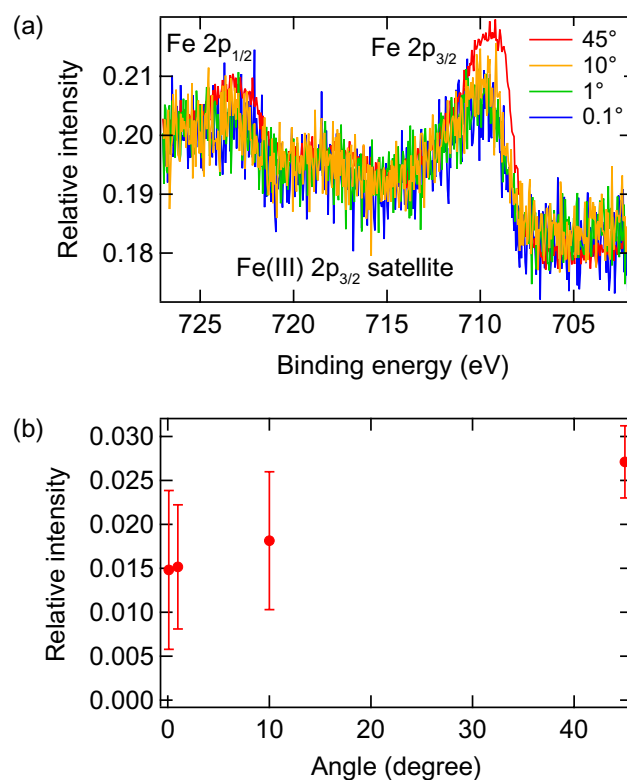 (a)
Fe 2p1/2
Fe 2p3/2
45°
10°
1°
0.1°
0.21
0.20
0.19
0.18
Relative intensity
Fe(III) 2p3/2 satellite
725
720
715
710
705
Binding energy (eV)
(b)
0.030
0.025
0.020
0.015
0.010
0.005
0.000
Relative intensity
0
10
20
30
40
Angle (degree)